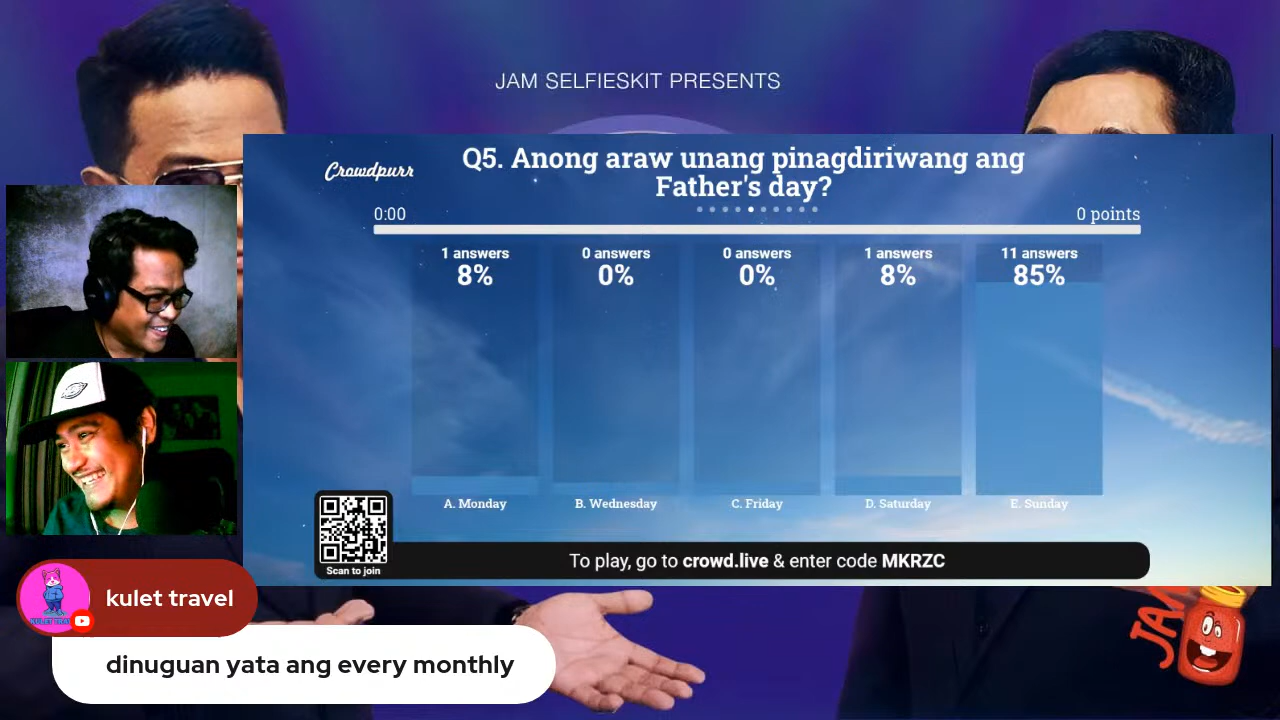 JAM SELFIESKIT PRESENTS
Crowdpurr
Q5. Anong araw unang pinagdiriwang ang
Father's day?
0:00
0 points
1 answers
8%
0 answers
0%
0 answers
0%
1 answers
8%
11 answers
85%
A. Monday
B. Wednesday
C. Friday
D. Saturday
E. Sunday
Scan to join
To play, go to crowd.live & enter code MKRZC
kulet travel
dinuguan yata ang every monthly
JAM